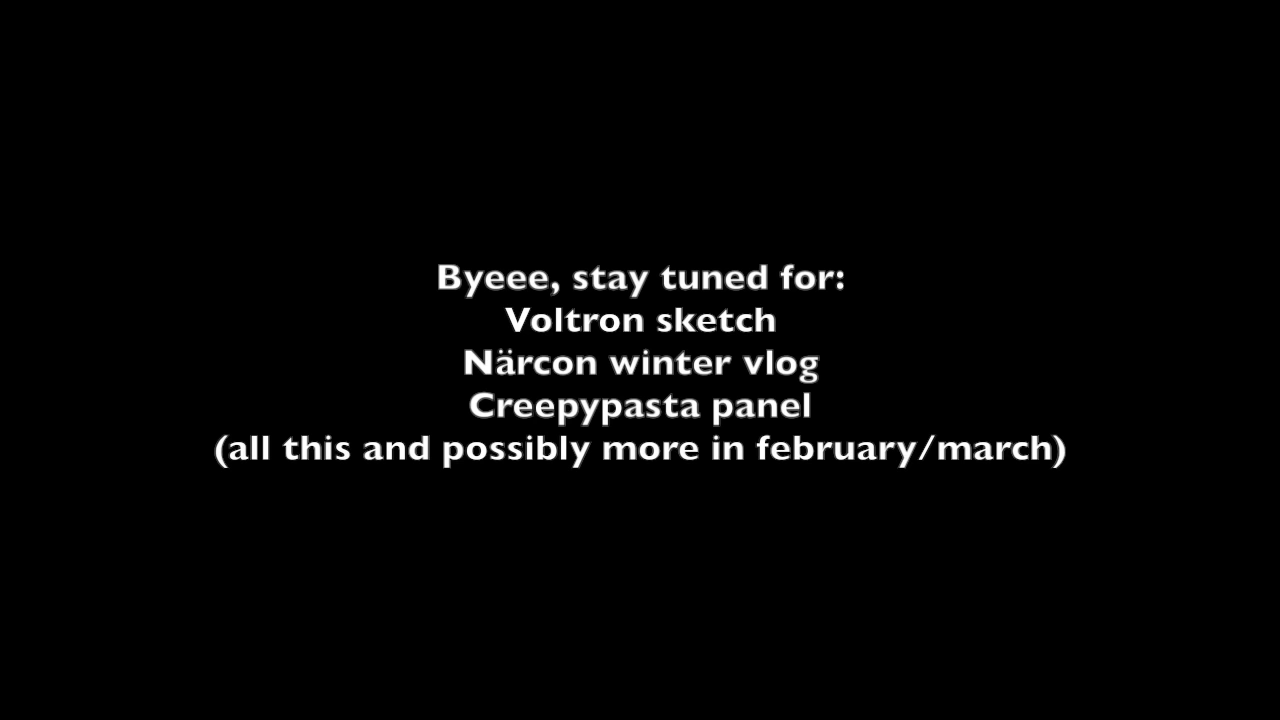 Byeee, stay tuned for:
Voltron sketch
Närcon winter vlog
Creepypasta panel
(all this and possibly more in february/march)